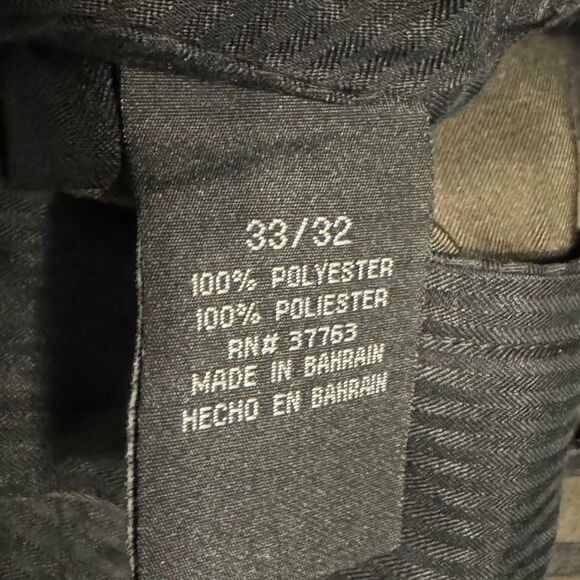 33/32
100% POLYESTER
100% POLIESTER
RN# 37763
MADE IN BAHRAIN
HECHO EN BAHRAIN